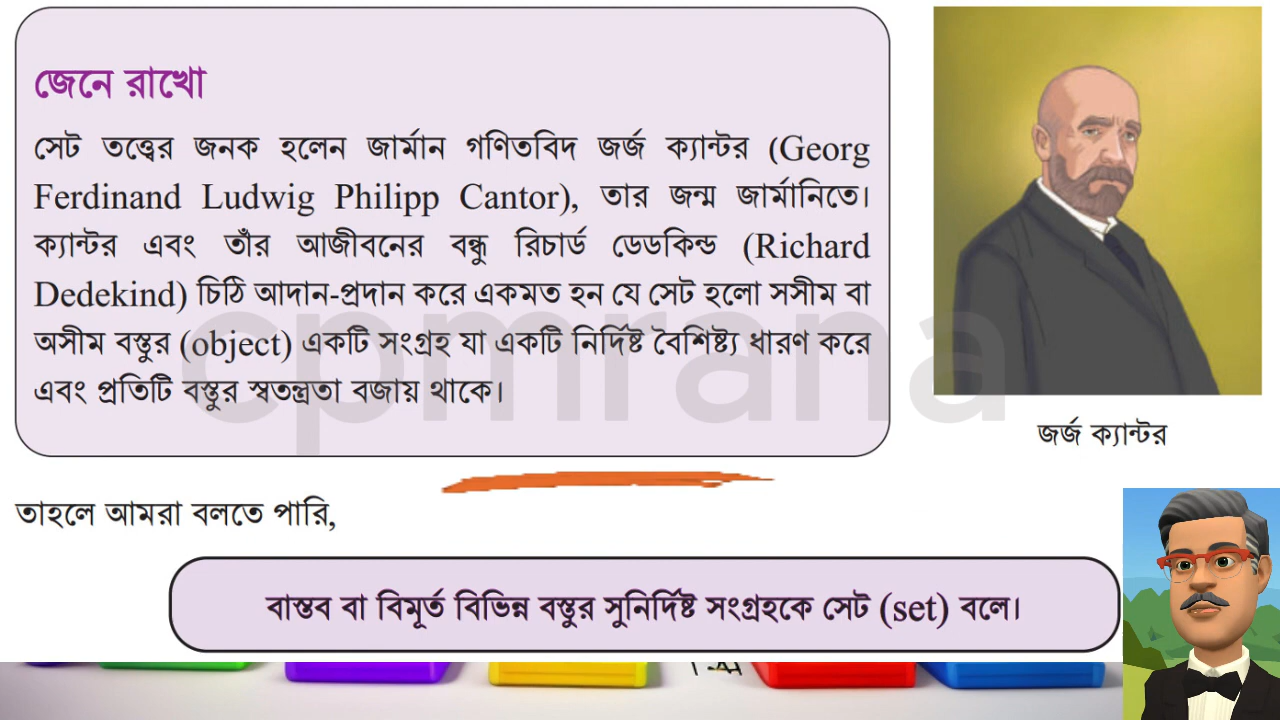 জেনে রাখো
সেট তত্ত্বের জনক হলেন জার্মান গণিতবিদ জর্জ ক্যান্টর (Georg
Ferdinand Ludwig Philipp Cantor), তার জন্ম জার্মানিতে।
ক্যান্টর এবং তাঁর আজীবনের বন্ধু রিচার্ড ডেডকিন্ড (Richard
Dedekind) চিঠি আদান-প্রদান করে একমত হন যে সেট হলো সসীম বা
অসীম বস্তুর (object) একটি সংগ্রহ যা একটি নির্দিষ্ট বৈশিষ্ট্য ধারণ করে
এবং প্রতিটি বস্তুর স্বতন্ত্রতা বজায় থাকে।
cpmrana
জর্জ ক্যান্টর
তাহলে আমরা বলতে পারি,
বাস্তব বা বিমূর্ত বিভিন্ন বস্তুর সুনির্দিষ্ট সংগ্রহকে সেট (set) বলে।